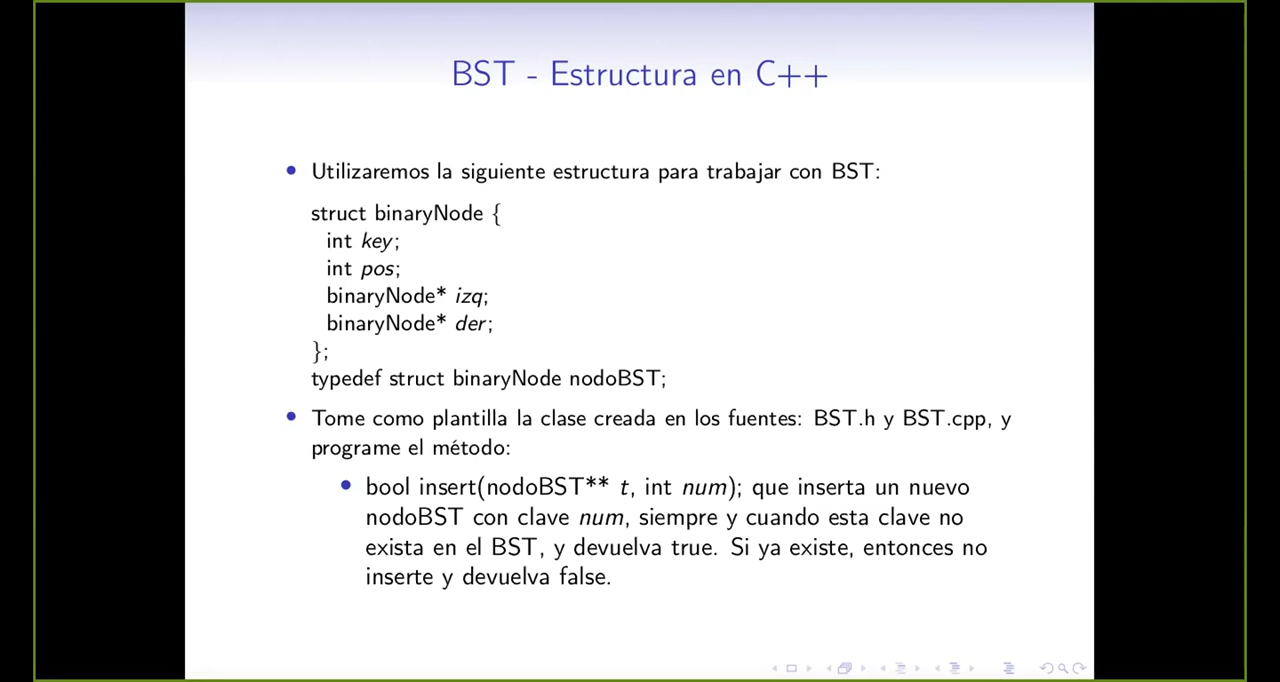 BST - Estructura en C++
• Utilizaremos la siguiente estructura para trabajar con BST:
struct binaryNode {
int key;
int pos;
binaryNode* izq;
binaryNode* der;
};
typedef struct binaryNode nodoBST;
• Tome como plantilla la clase creada en los fuentes: BST.h y BST.cpp, y
programe el método:
• bool insert(nodoBST** t, int num); que inserta un nuevo
nodoBST con clave num, siempre y cuando esta clave no
exista en el BST, y devuelva true. Si ya existe, entonces no
inserte y devuelva false.